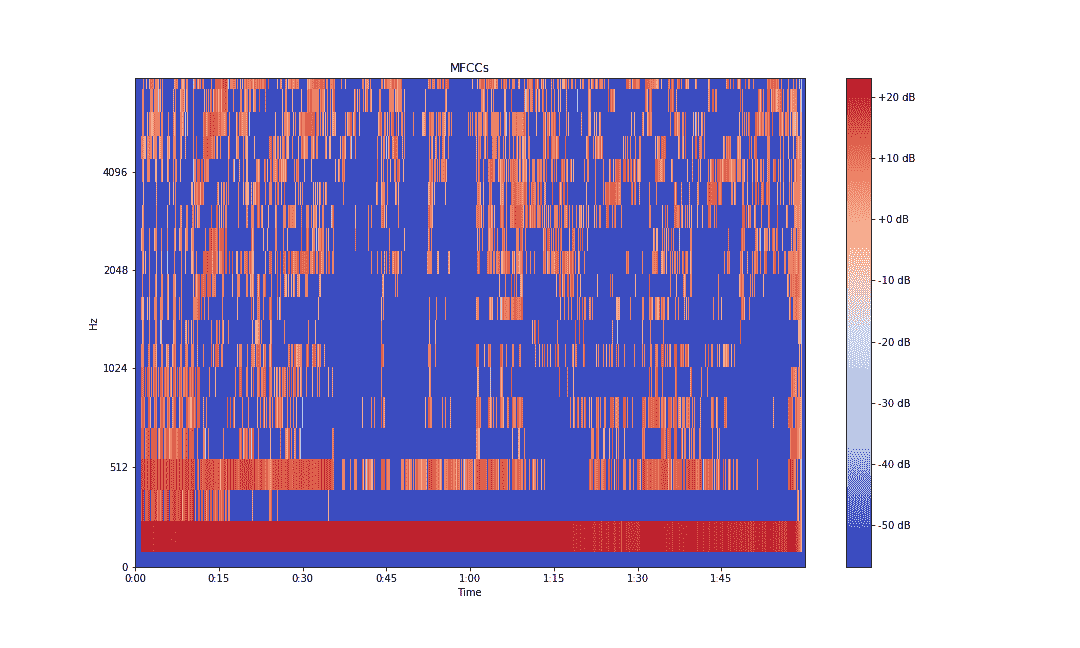 MFCCs
Hz
4096
2048
1024
512
0
0:00 0:15 0:30 0:45 1:00 1:15 1:30 1:45
Time
+20 dB
+10 dB
+0 dB
-10 dB
-20 dB
-30 dB
-40 dB
-50 dB